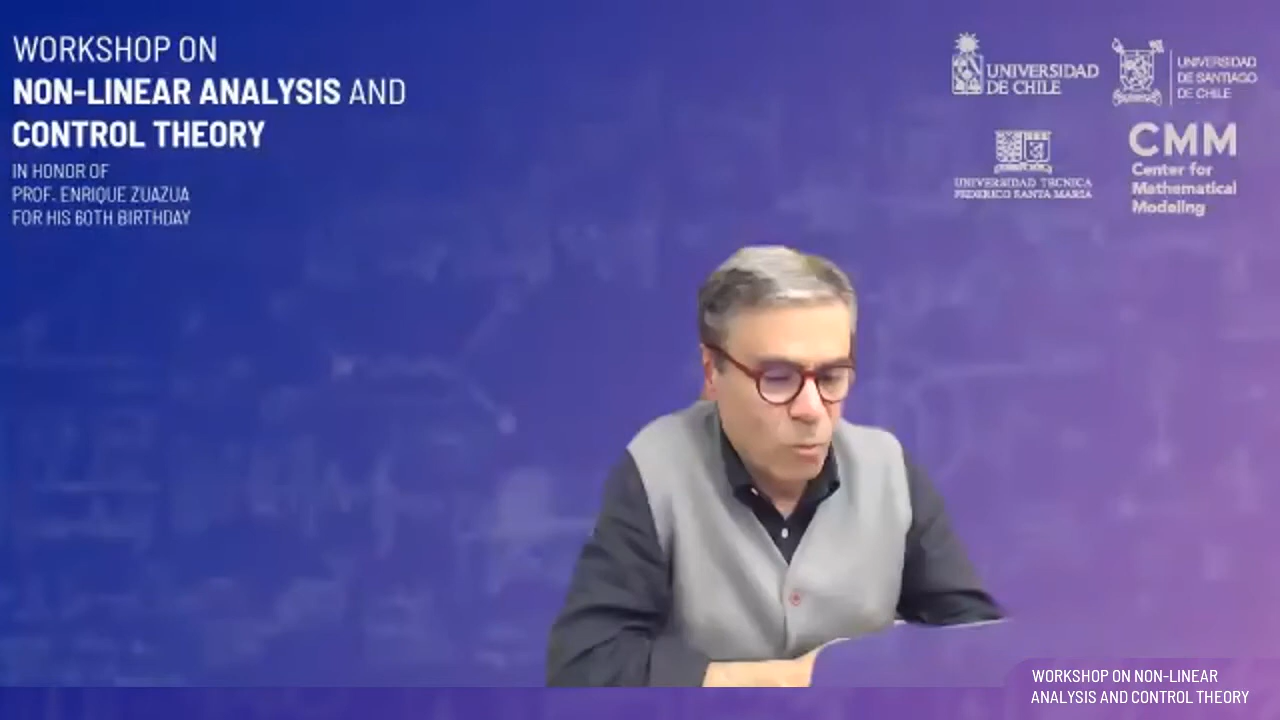 WORKSHOP ON
NON-LINEAR ANALYSIS AND
CONTROL THEORY
IN HONOR OF
PROF. ENRIQUE ZUAZUA
FOR HIS 60TH BIRTHDAY
UNIVERSIDAD
DE CHILE
UNIVERSIDAD
DE SANTIAGO
DE CHILE
UNIVERSIDAD TECNICA
FEDERICO SANTA MARIA
CMM
Center for
Mathematical
Modeling
WORKSHOP ON NON-LINEAR
ANALYSIS AND CONTROL THEORY